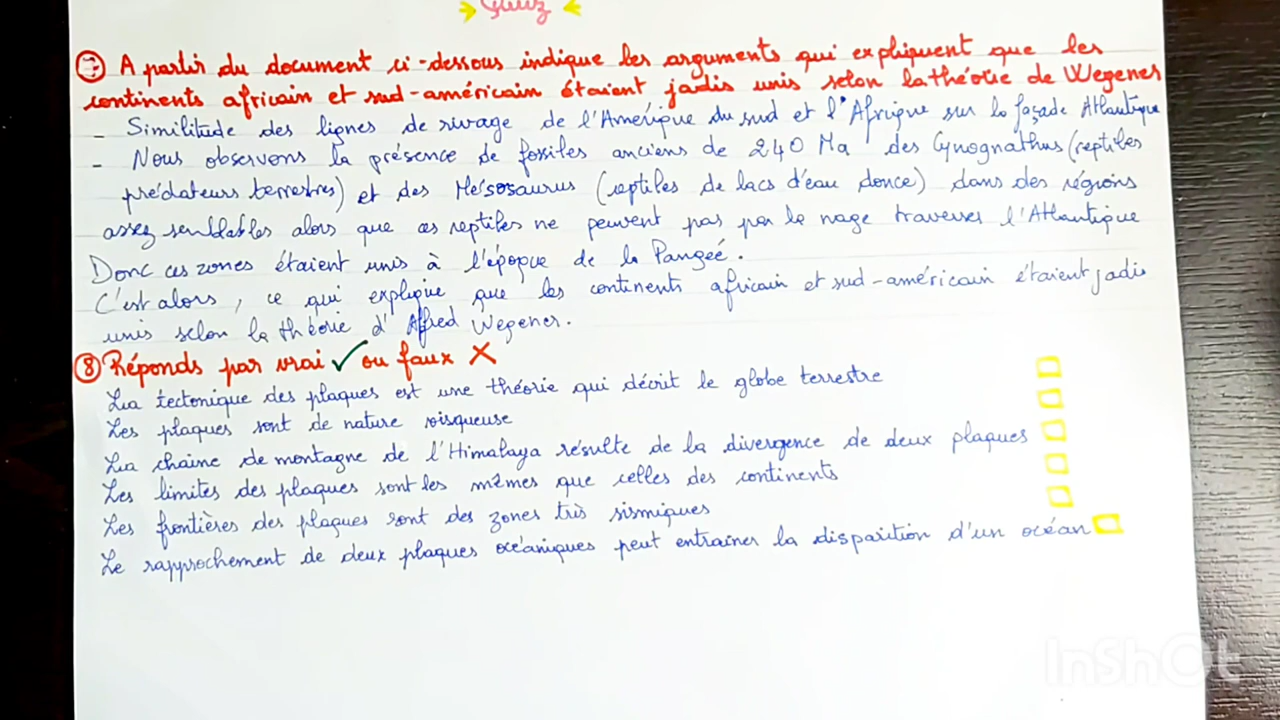 Quiz
⑦ A partir du document ci-dessous indique les arguments qui expliquent que les
continents africain et sud-américain étaient jadis unis selon la théorie de Wegener
- Similitude des lignes de rivage de l'Amérique du sud et l'Afrique sur la façade Atlantique
- Nous observons la présence de fossiles anciens de 240 Ma des Cynognathus (reptiles
prédateurs terrestres) et des Mésosaurus (reptiles de lacs d'eau douce) dans des régions
assez semblables alors que ces reptiles ne peuvent pas par la nage traverser l'Atlantique
Donc ces zones étaient unis à l'époque de la Pangeé.
C'est alors, ce qui explique que les continents africain et sud-américain étaient jadis
unis selon la théorie d'Alfred Wegener.
⑧ Réponds par vrai ✓ ou faux ✗
La tectonique des plaques est une théorie qui décrit le globe terrestre
Les plaques sont de nature visqueuse
La chaine de montagne de l'Himalaya résulte de la divergence de deux plaques
Les limites des plaques sont les mêmes que celles des continents
Les frontières des plaques sont des zones très sismiques
Le rapprochement de deux plaques océaniques peut entrainer la disparition d'un océan
InShOt